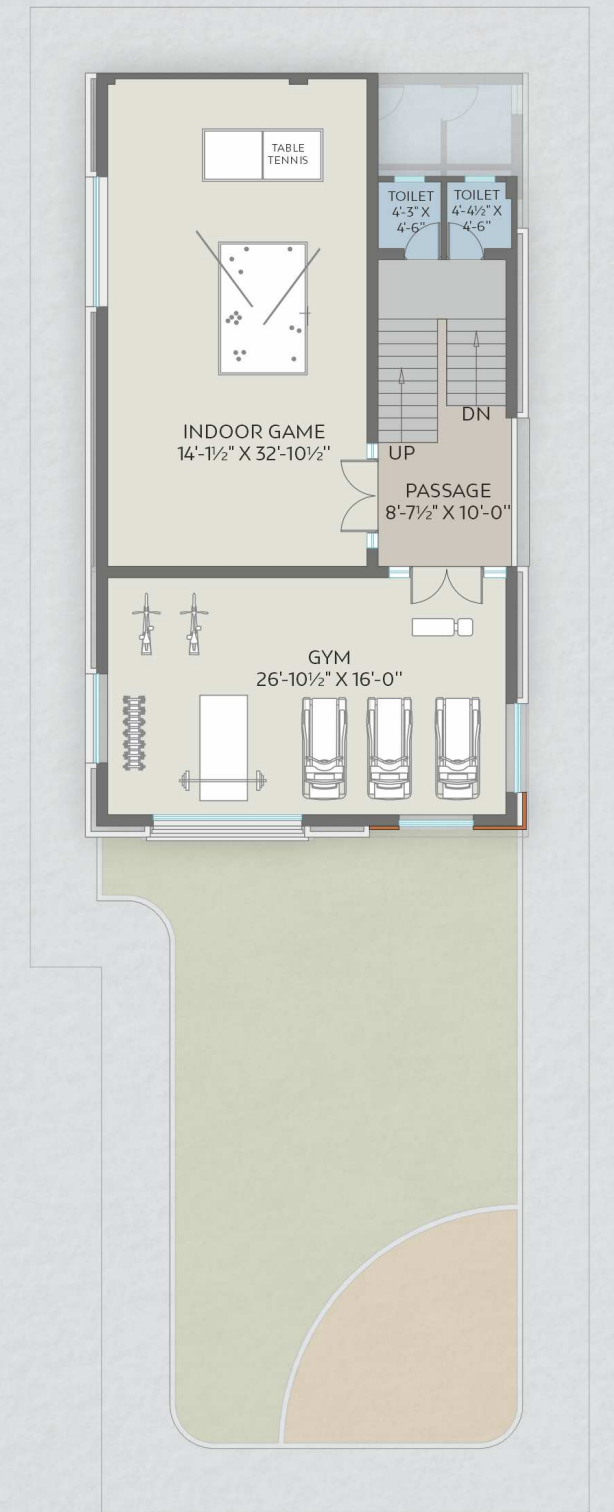 TABLE
TENNIS
TOILET
4'-3" X
4'-6"
TOILET
4'-4½" X
4'-6"
DN
INDOOR GAME
14'-1½" X 32'-10½"
UP
PASSAGE
8'-7½" X 10'-0"
GYM
26'-10½" X 16'-0"